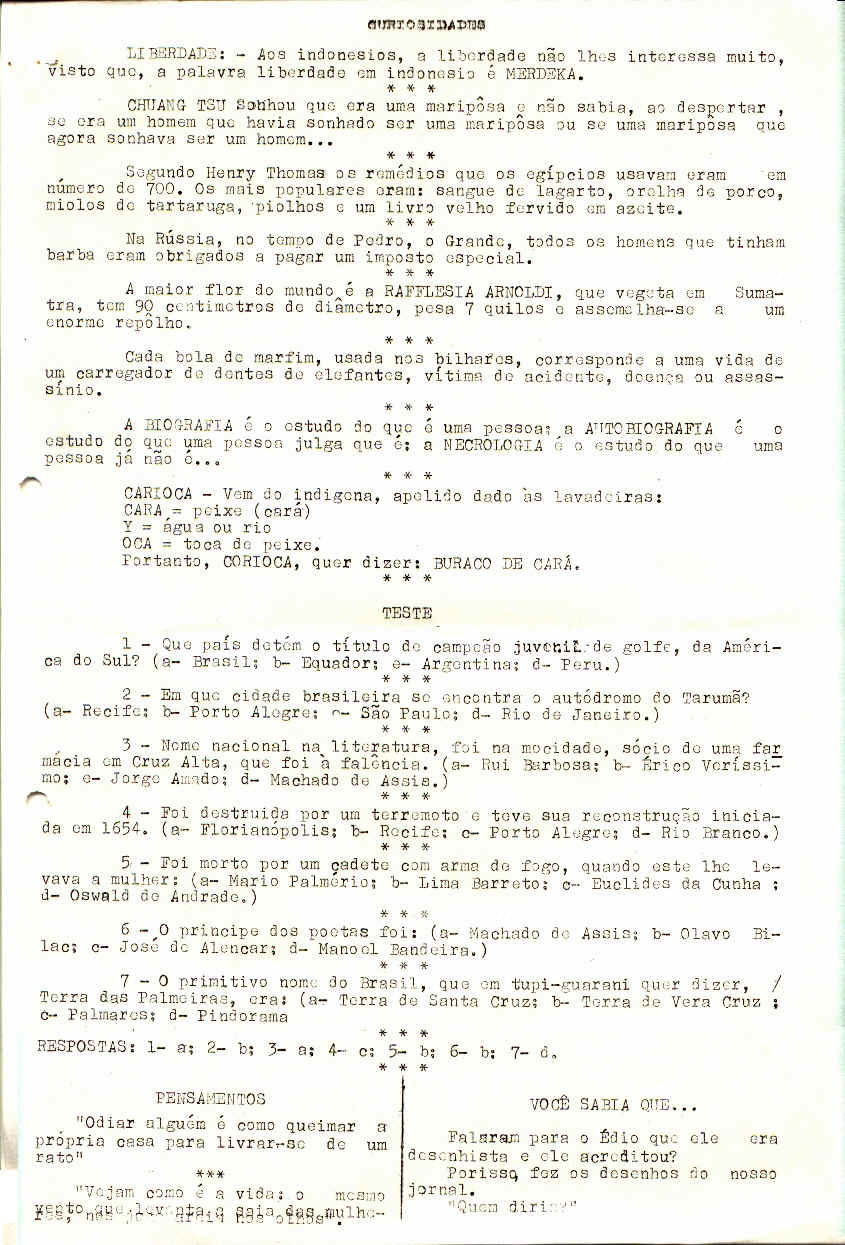 CURIOSIDADES
LIBERDADE: - Aos indonesios, a liberdade não lhes interessa muito,
visto que, a palavra liberdade em indonesio é MERDEKA.
* * *
CHUANG TSU Sonhou que era uma maripôsa e não sabia, ao despertar ,
se era um homem que havia sonhado ser uma maripôsa ou se uma maripôsa que
agora sonhava ser um homem...
* * *
Segundo Henry Thomas os remédios que os egípcios usavam eram em
número de 700. Os mais populares eram: sangue de lagarto, orelha de porco,
miolos de tartaruga, piolhos e um livro velho fervido em azeite.
* * *
Na Rússia, no tempo de Pedro, o Grande, todos os homens que tinham
barba eram obrigados a pagar um imposto especial.
* * *
A maior flor do mundo é a RAFFLESIA ARNOLDI, que vegeta em Suma-
tra, tem 90 centimetros de diâmetro, pesa 7 quilos e assemelha-se a um
enorme repôlho.
* * *
Cada bola de marfim, usada nos bilhares, corresponde a uma vida de
um carregador de dentes de elefantes, vítima de acidente, doença ou assas-
sínio.
* * *
A BIOGRAFIA é o estudo do que é uma pessoa; a AUTOBIOGRAFIA é o
estudo do que uma pessoa julga que é; a NECROLOGIA é o estudo do que uma
pessoa já não é...
* * *
CARIOCA - Vem do indigena, apelido dado às lavadeiras:
CARA = peixe (cará)
Y = água ou rio
OCA = toca de peixe.
Portanto, CORIOCA, quer dizer: BURACO DE CARÁ.
* * *
TESTE
1 - Que país detém o título de campeão juvenil de golfe, da Améri-
ca do Sul? (a- Brasil; b- Equador; c- Argentina; d- Peru.)
* * *
2 - Em que cidade brasileira se encontra o autódromo do Tarumã?
(a- Recife; b- Porto Alegre; c- São Paulo; d- Rio de Janeiro.)
* * *
3 - Nome nacional na literatura, foi na mocidade, sócio de uma far
mácia em Cruz Alta, que foi à falência. (a- Rui Barbosa; b- Érico Veríssi-
mo; c- Jorge Amado; d- Machado de Assis.)
* * *
4 - Foi destruida por um terremoto e teve sua reconstrução inicia-
da em 1654. (a- Florianópolis; b- Recife; c- Porto Alegre; d- Rio Branco.)
* * *
5 - Foi morto por um cadete com arma de fogo, quando este lhe le-
vava a mulher: (a- Mario Palmério; b- Lima Barreto; c- Euclides da Cunha ;
d- Oswald de Andrade.)
* * *
6 - O principe dos poetas foi: (a- Machado de Assis; b- Olavo Bi-
lac; c- José de Alencar; d- Manoel Bandeira.)
* * *
7 - O primitivo nome do Brasil, que em tupi-guarani quer dizer, /
Terra das Palmeiras, era: (a- Terra de Santa Cruz; b- Terra de Vera Cruz ;
c- Palmares; d- Pindorama
* * *
RESPOSTAS: 1- a; 2- b; 3- a; 4- c; 5- b; 6- b; 7- d.
* * *
PENSAMENTOS
"Odiar alguém é como queimar a
própria casa para livrar-se de um
rato"
***
"Vejam como é a vida: o mesmo
vento que levanta a saia das mulhe-
res, nos olhos".
VOCÊ SABIA QUE...
Falaram para o Édio que ele era
desenhista e ele acreditou?
Porisso, fez os desenhos do nosso
jornal.
"Quem diria?"